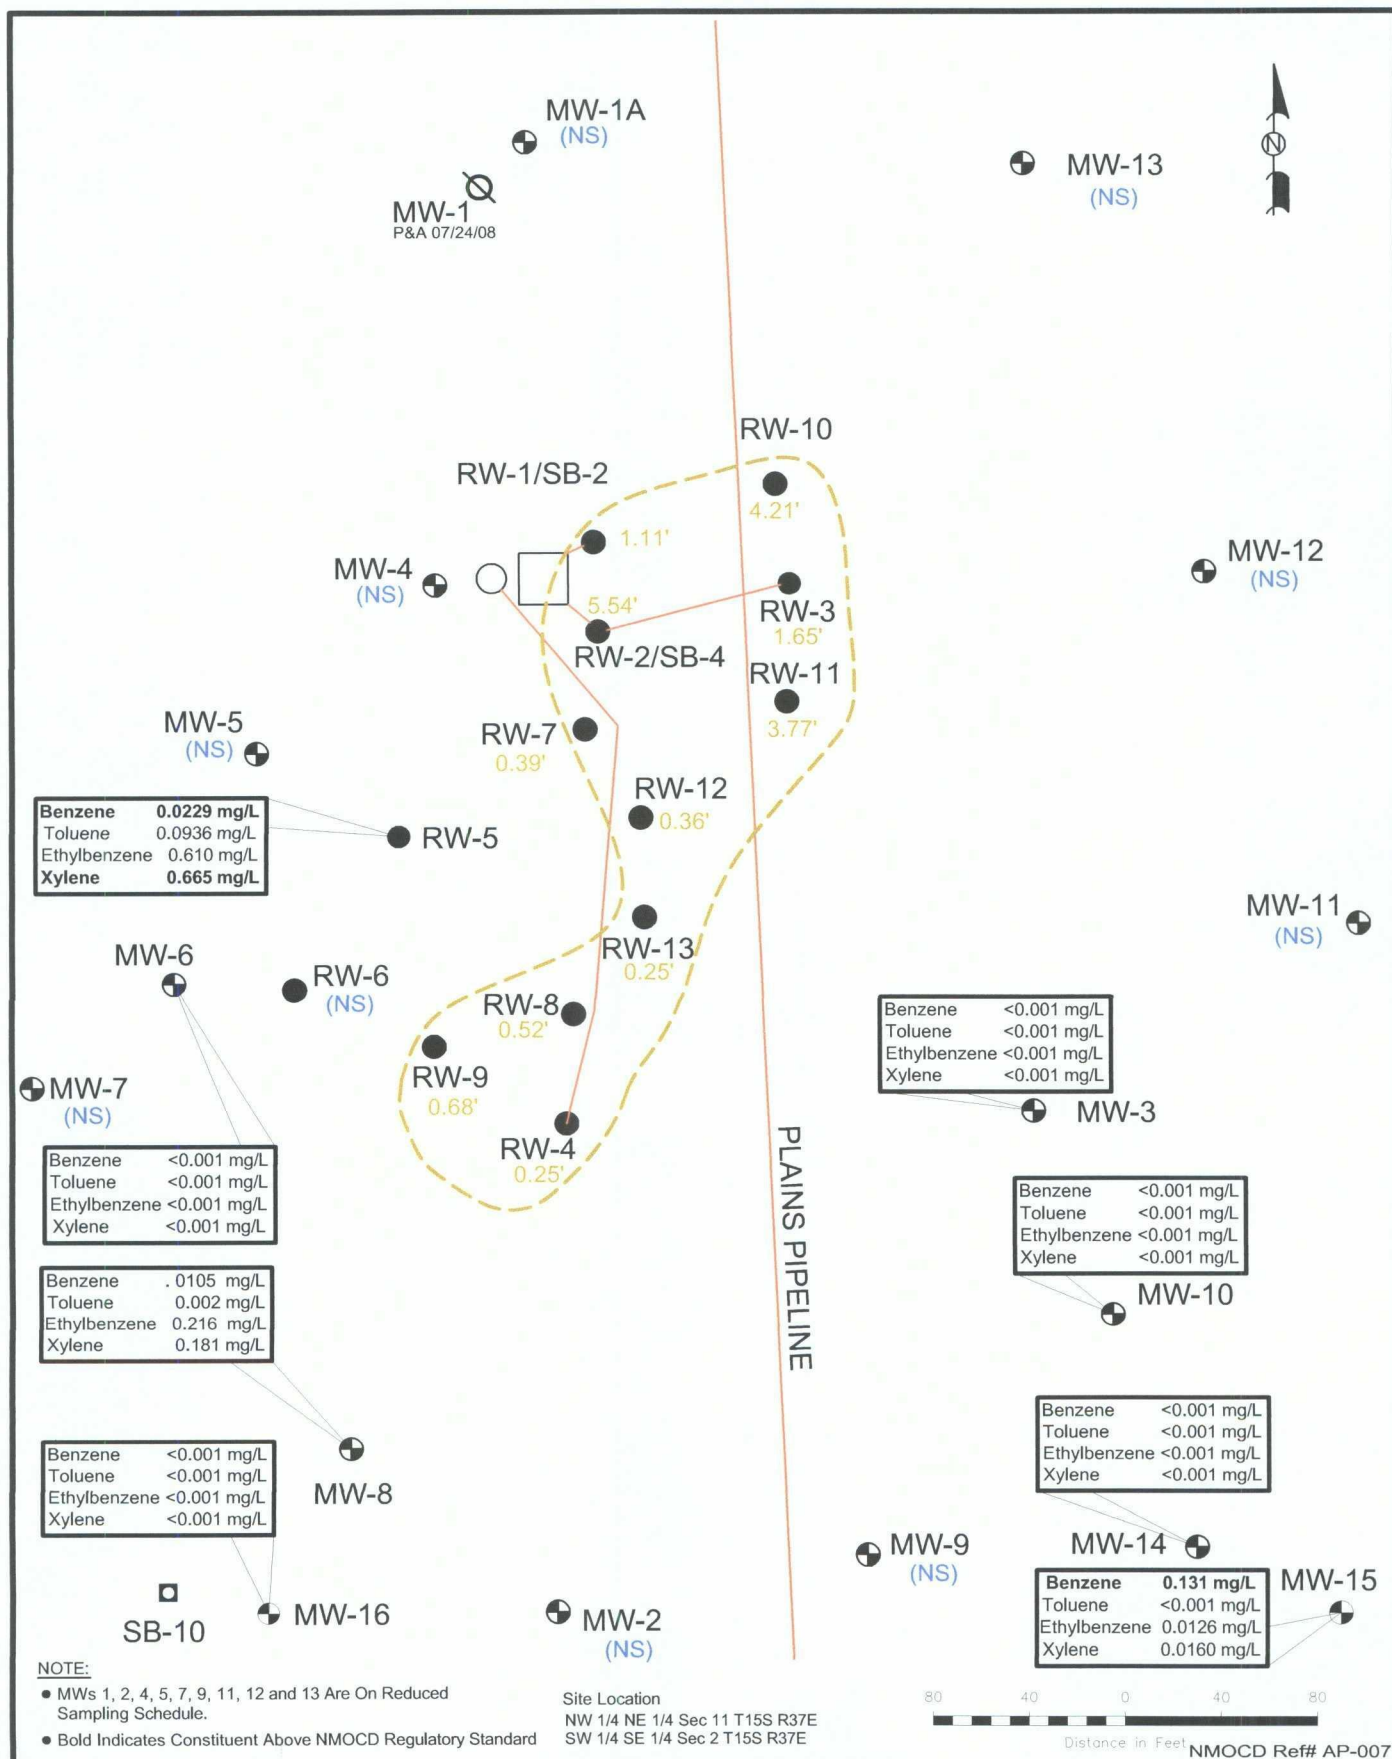 MW-1A
(NS)
MW-13
(NS)
N
MW-1
P&A 07/24/08
RW-10
4.21'
RW-1/SB-2
1.11'
MW-4
(NS)
MW-12
(NS)
5.54'
RW-3
1.65'
RW-2/SB-4
RW-11
3.77'
MW-5
(NS)
RW-7
0.39'
RW-12
0.36'
Benzene 0.0229 mg/L
Toluene 0.0936 mg/L
Ethylbenzene 0.610 mg/L
Xylene 0.665 mg/L
RW-5
MW-11
(NS)
RW-13
0.25'
MW-6
RW-6
(NS)
RW-8
0.52'
Benzene <0.001 mg/L
Toluene <0.001 mg/L
Ethylbenzene <0.001 mg/L
Xylene <0.001 mg/L
MW-3
MW-7
(NS)
RW-9
0.68'
RW-4
0.25'
PLAINS PIPELINE
Benzene <0.001 mg/L
Toluene <0.001 mg/L
Ethylbenzene <0.001 mg/L
Xylene <0.001 mg/L
Benzene <0.001 mg/L
Toluene <0.001 mg/L
Ethylbenzene <0.001 mg/L
Xylene <0.001 mg/L
MW-10
Benzene .0105 mg/L
Toluene 0.002 mg/L
Ethylbenzene 0.216 mg/L
Xylene 0.181 mg/L
MW-8
Benzene <0.001 mg/L
Toluene <0.001 mg/L
Ethylbenzene <0.001 mg/L
Xylene <0.001 mg/L
MW-14
Benzene <0.001 mg/L
Toluene <0.001 mg/L
Ethylbenzene <0.001 mg/L
Xylene <0.001 mg/L
MW-9
(NS)
Benzene 0.131 mg/L
Toluene <0.001 mg/L
Ethylbenzene 0.0126 mg/L
Xylene 0.0160 mg/L
MW-15
SB-10
MW-16
MW-2
(NS)
NOTE:
• MWs 1, 2, 4, 5, 7, 9, 11, 12 and 13 Are On Reduced
Sampling Schedule.
• Bold Indicates Constituent Above NMOCD Regulatory Standard
Site Location
NW 1/4 NE 1/4 Sec 11 T15S R37E
SW 1/4 SE 1/4 Sec 2 T15S R37E
80 40 0 40 80
Distance in Feet
NMOCD Ref# AP-007